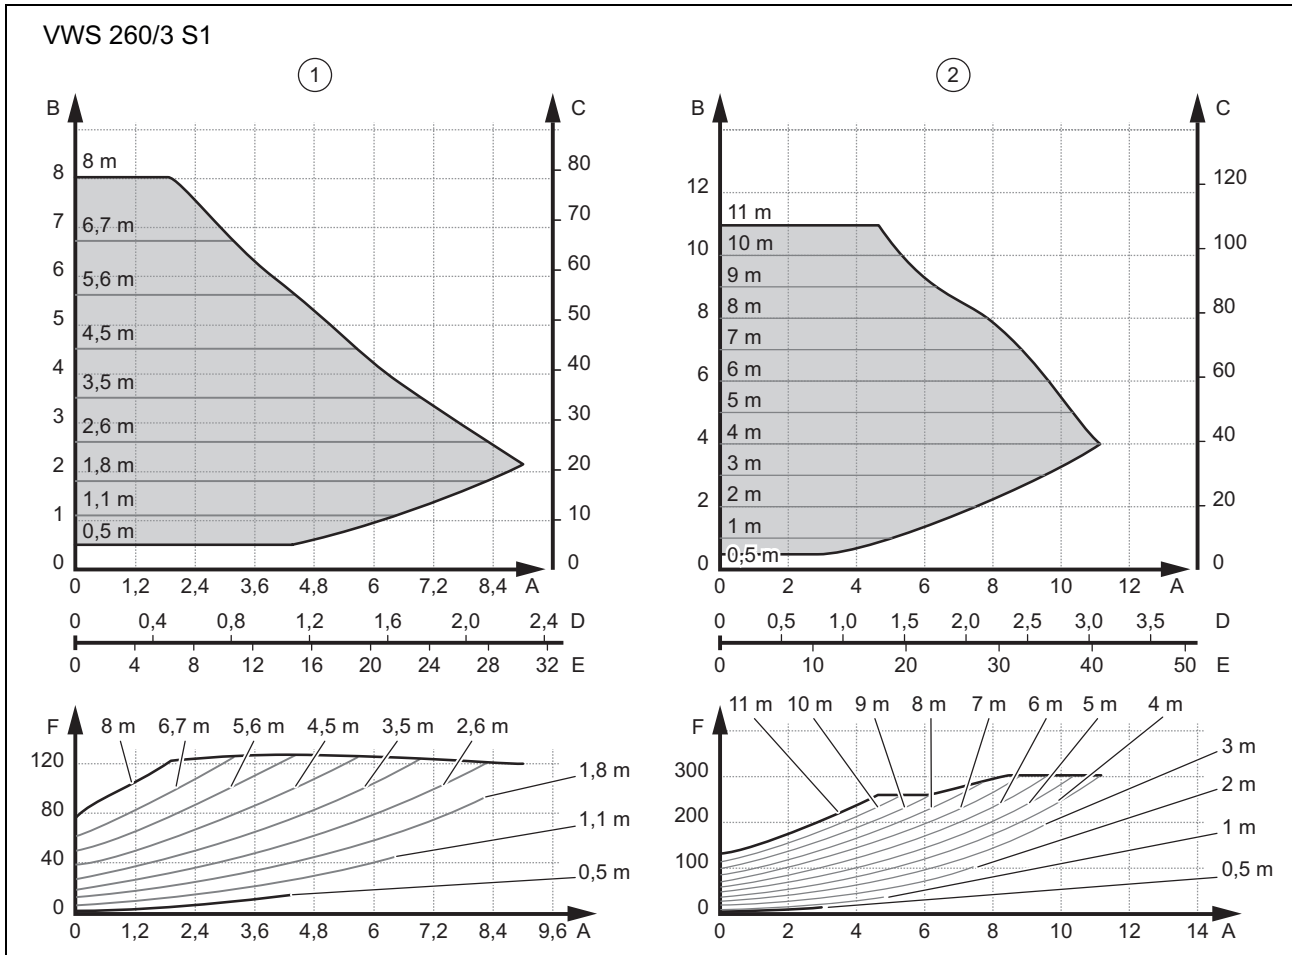 VWS 260/3 S1
1
B
C
8 m
8
80
7
70
6,7 m
6
60
5,6 m
5
50
4,5 m
4
40
3,5 m
3
30
2,6 m
2
20
1,8 m
1,1 m
1
10
0,5 m
0
0
0 1,2 2,4 3,6 4,8 6 7,2 8,4 A
0 0,4 0,8 1,2 1,6 2,0 2,4 D
0 4 8 12 16 20 24 28 32 E
F
8 m 6,7 m 5,6 m 4,5 m 3,5 m 2,6 m
120
1,8 m
80
1,1 m
40
0,5 m
0
0 1,2 2,4 3,6 4,8 6 7,2 8,4 9,6 A
2
B
C
12
120
11 m
10 m
10
100
9 m
8 m
8
80
7 m
6 m
6
60
5 m
4 m
4
40
3 m
2 m
2
20
1 m
0,5 m
0
0
0 2 4 6 8 10 12 A
0 0,5 1,0 1,5 2,0 2,5 3,0 3,5 D
0 10 20 30 40 50 E
F
11 m 10 m 9 m 8 m 7 m 6 m 5 m 4 m
3 m
300
2 m
200
1 m
100
0,5 m
0
0 2 4 6 8 10 12 14 A